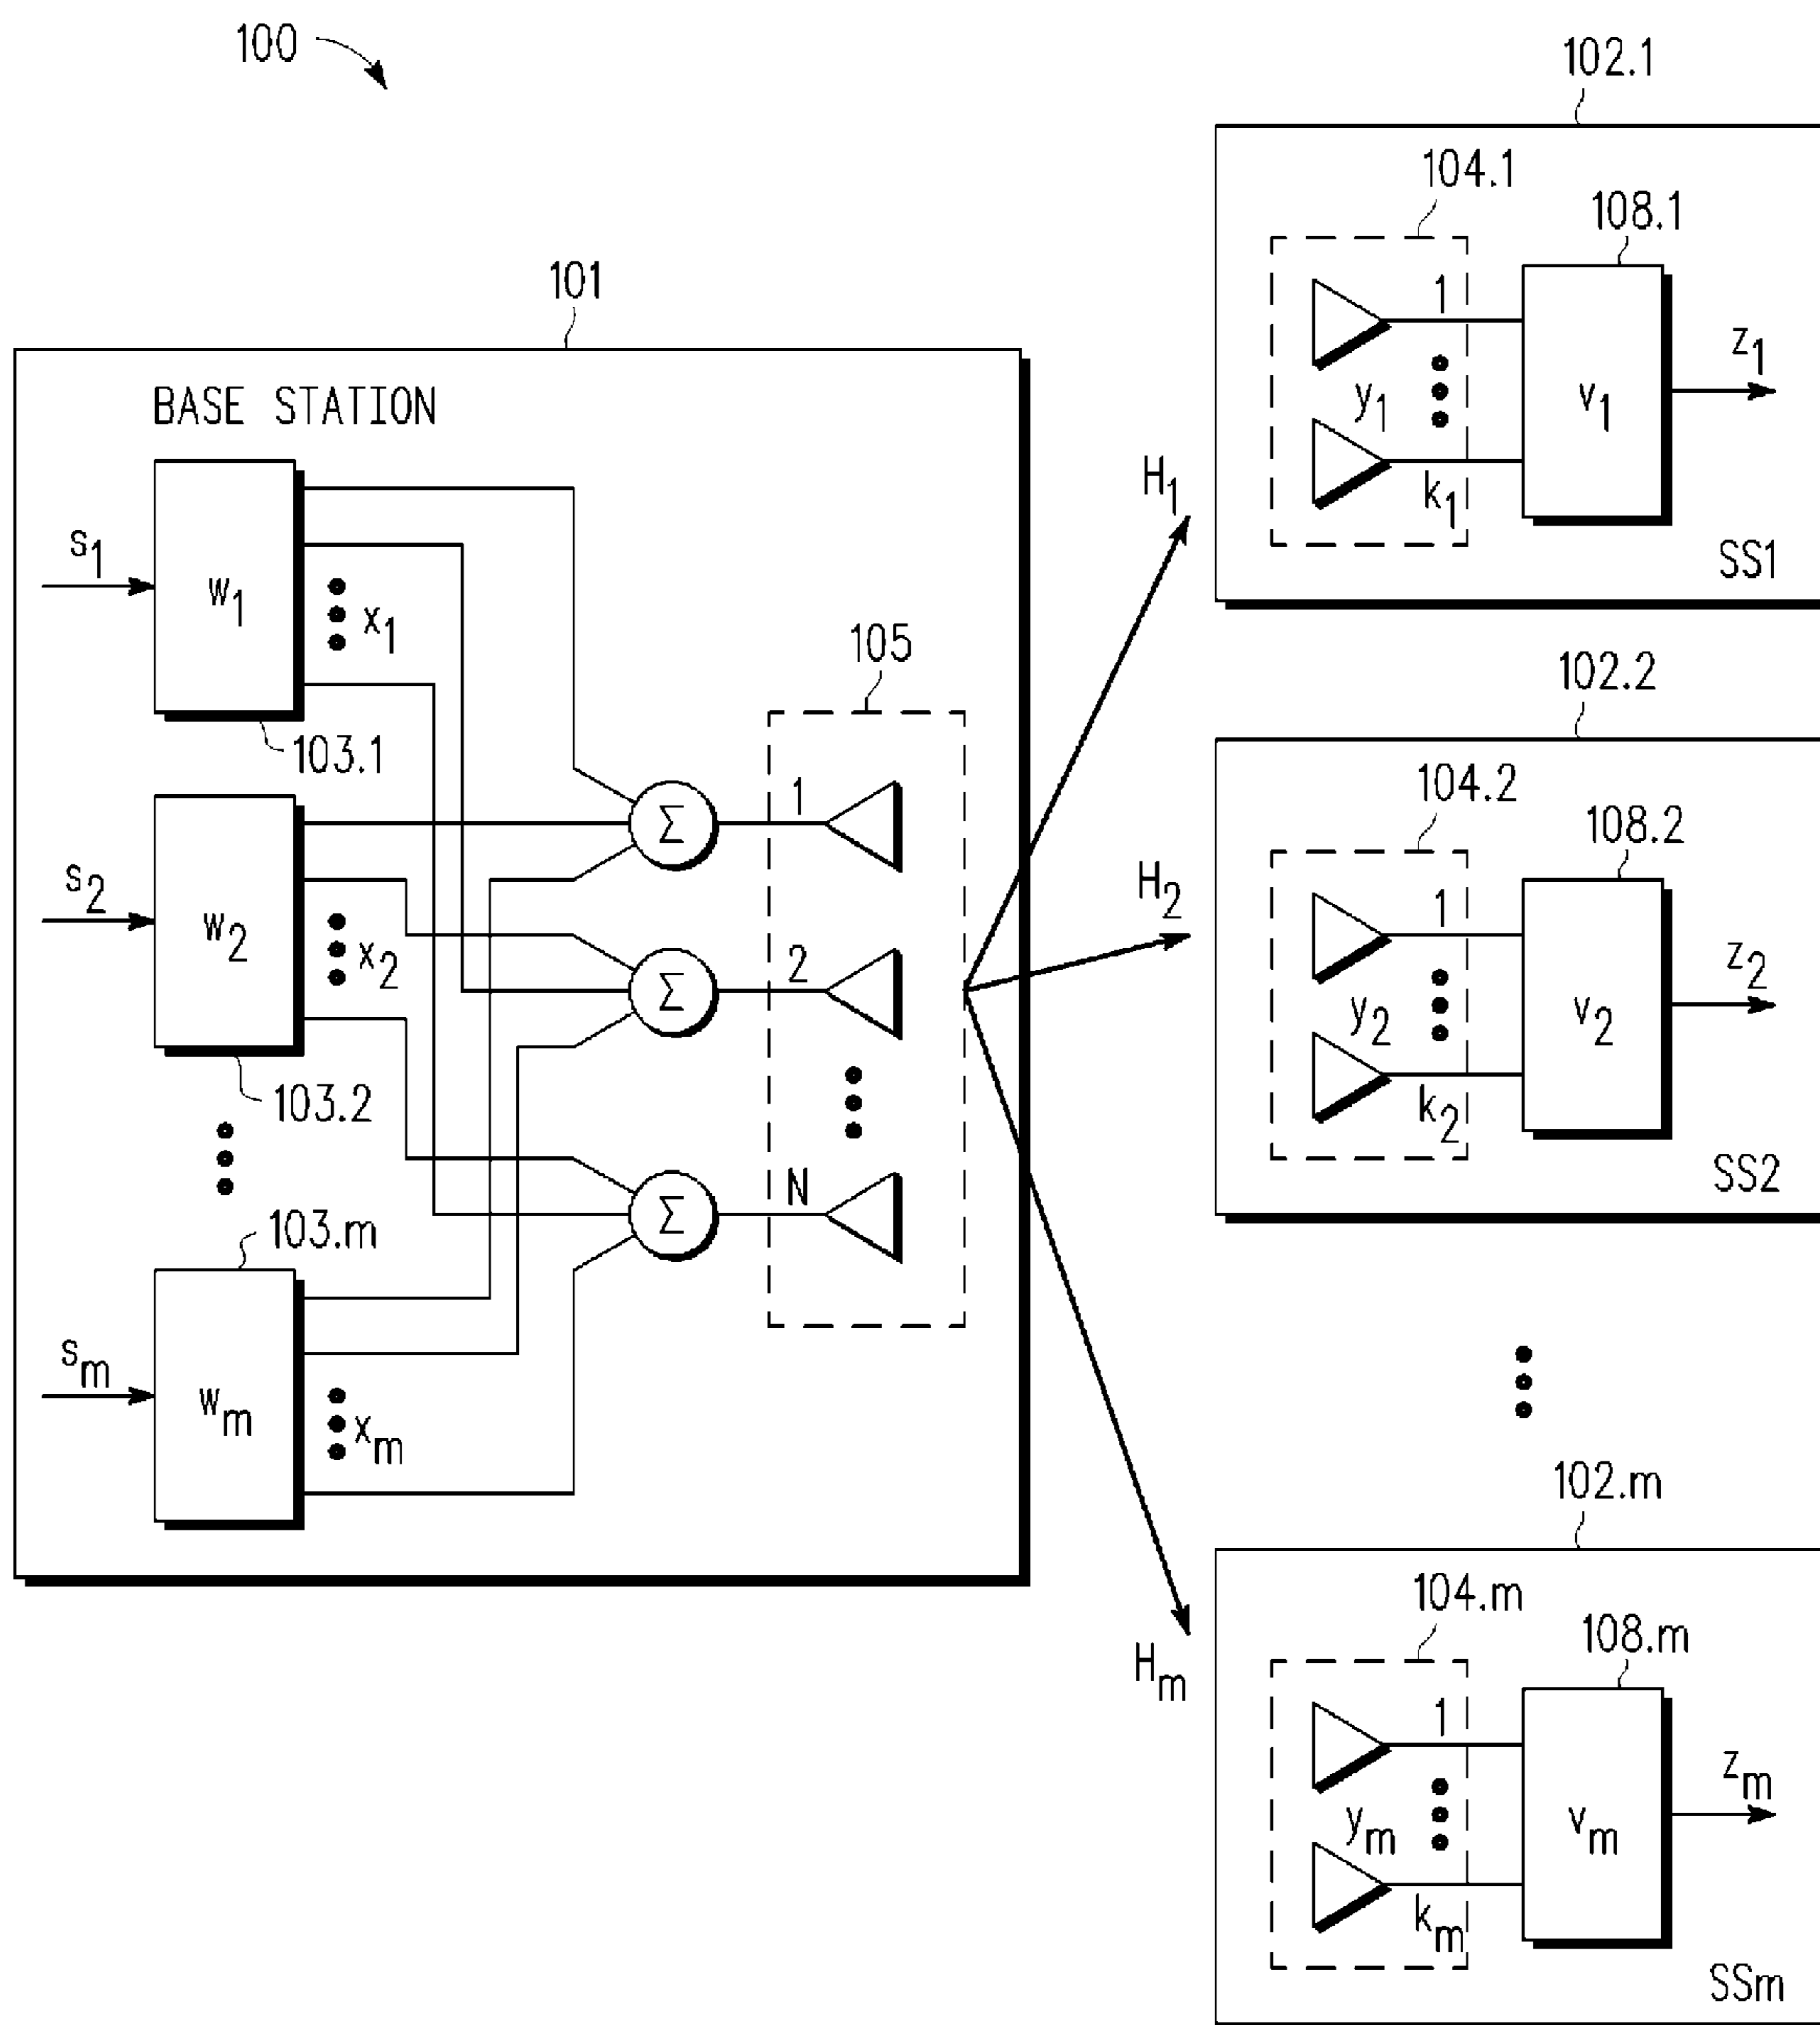 100
101
BASE STATION
s1
w1
x1
103.1
s2
w2
x2
103.2
103.m
sm
wm
xm
105
Σ
1
Σ
2
Σ
N
H1
H2
Hm
102.1
104.1
108.1
1
y1
k1
v1
z1
SS1
102.2
104.2
108.2
1
y2
k2
v2
z2
SS2
102.m
104.m
108.m
1
ym
km
vm
zm
SSm